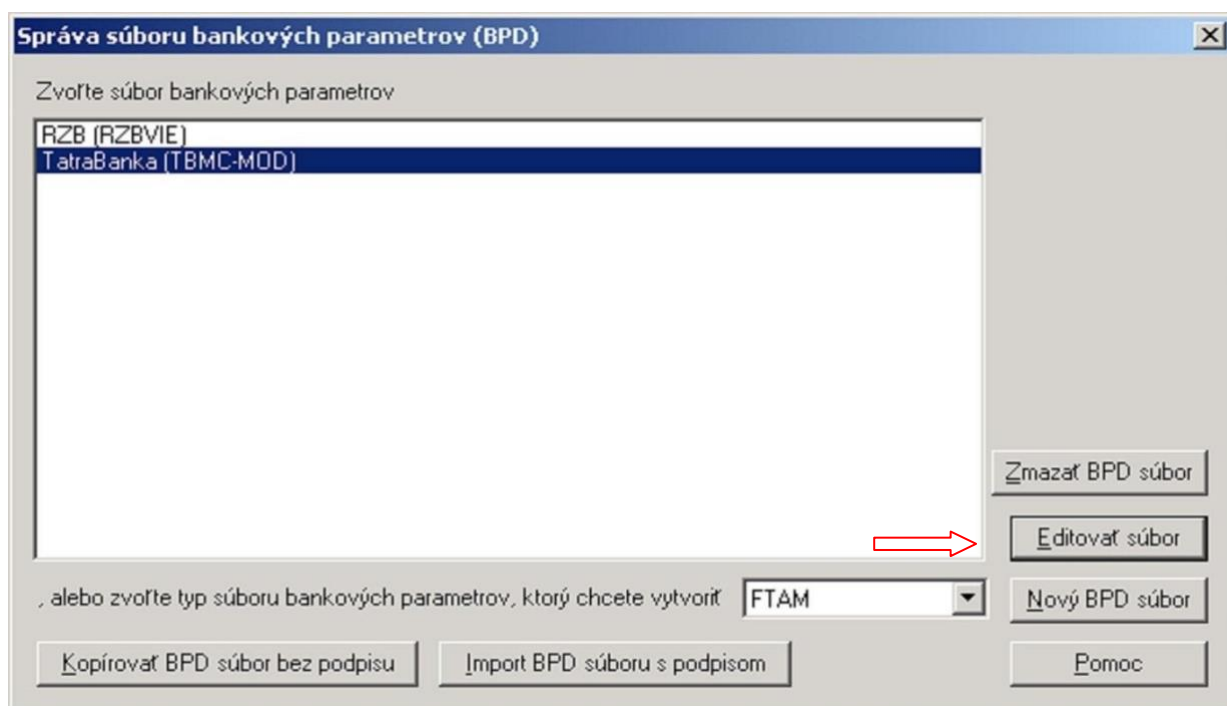 Správa súboru bankových parametrov (BPD)
Zvoľte súbor bankových parametrov
RZB (RZBVIE)
TatraBanka (TBMC-MOD)
Zmazať BPD súbor
Editovať súbor
, alebo zvoľte typ súboru bankových parametrov, ktorý chcete vytvoriť FTAM
Nový BPD súbor
Kopírovať BPD súbor bez podpisu
Import BPD súboru s podpisom
Pomoc